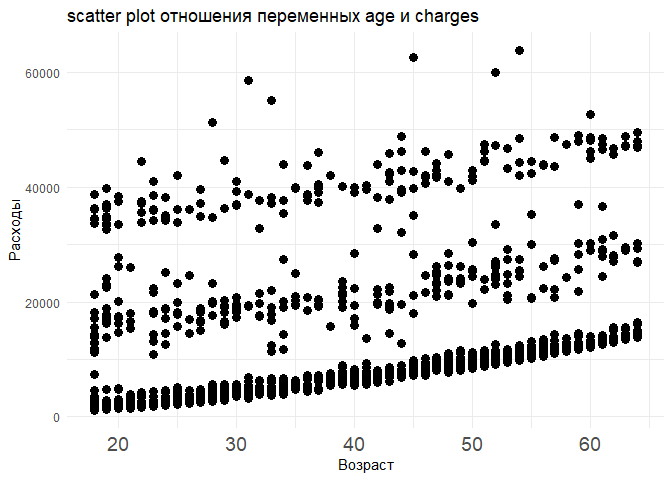 scatter plot отношения переменных age и charges
60000
40000
20000
0
Расходы
20 30 40 50 60
Возраст